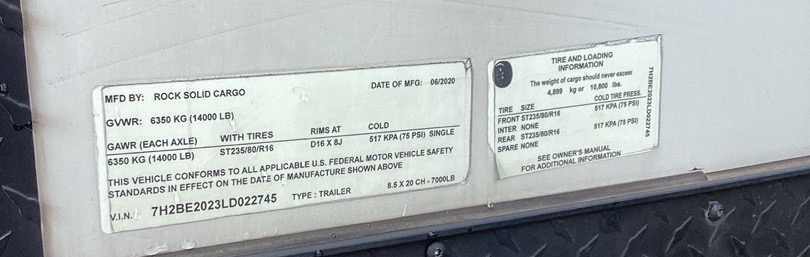 MFD BY: ROCK SOLID CARGO DATE OF MFG: 06/2020
GVWR: 6350 KG (14000 LB)
GAWR (EACH AXLE) WITH TIRES RIMS AT COLD
6350 KG (14000 LB) ST235/80/R16 D16 X 8J 517 KPA (75 PSI) SINGLE
THIS VEHICLE CONFORMS TO ALL APPLICABLE U.S. FEDERAL MOTOR VEHICLE SAFETY
STANDARDS IN EFFECT ON THE DATE OF MANUFACTURE SHOWN ABOVE
V.I.N. 7H2BE2023LD022745 TYPE : TRAILER 8.5 X 20 CH - 7000LB
TIRE AND LOADING
INFORMATION
The weight of cargo should never exceec
4,899 kg or 10,800 lbs.
TIRE SIZE COLD TIRE PRESS.
FRONT ST235/80/R16 517 KPA (75 PSI)
INTER NONE
REAR ST235/80/R16 517 KPA (75 PSI)
SPARE NONE
SEE OWNER'S MANUAL
FOR ADDITIONAL INFORMATION
7H2BE2023LD022745